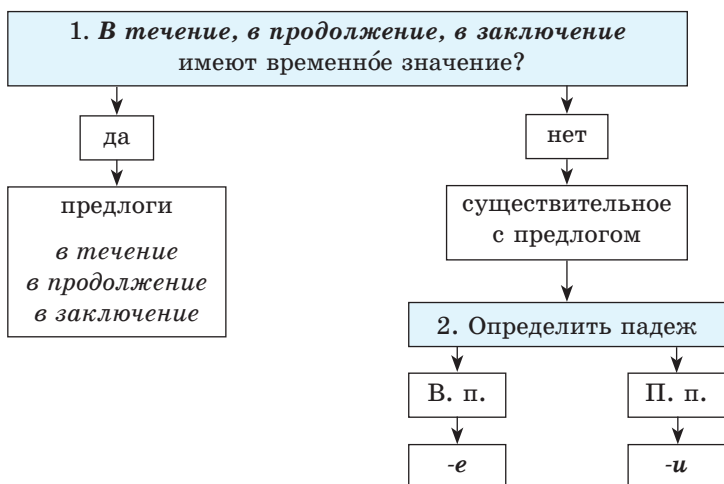 1. В течение, в продолжение, в заключение
имеют временно́е значение?
да
нет
предлоги
в течение
в продолжение
в заключение
существительное
с предлогом
2. Определить падеж
В. п.
П. п.
-е
-и